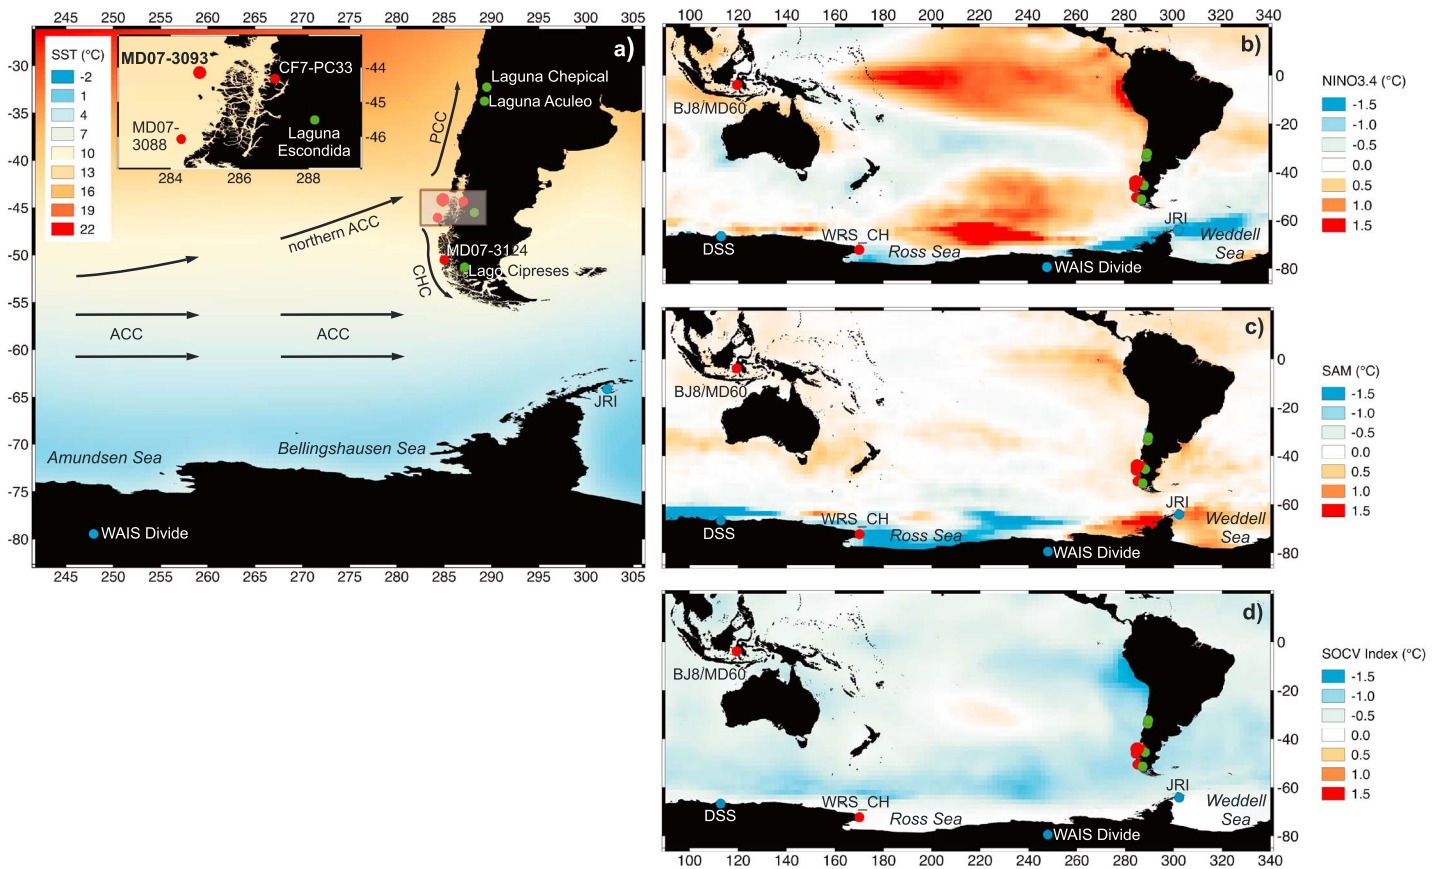 245 250 255 260 265 270 275 280 285 290 295 300 305
a)
SST (°C)
-2
1
4
7
10
13
16
19
22
-30
-35
-40
-45
-50
-55
-60
-65
-70
-75
-80
MD07-3093
CF7-PC33
MD07-
3088
Laguna
Escondida
-44
-45
-46
284 286 288
Laguna Chepical
Laguna Aculeo
PCC
northern ACC
MD07-3124
Lago Cipreses
CHC
ACC ACC
JRI
Bellingshausen Sea
Amundsen Sea
WAIS Divide
245 250 255 260 265 270 275 280 285 290 295 300 305
100 120 140 160 180 200 220 240 260 280 300 320 340
b)
BJ8/MD60
JRI
WRS_CH
DSS
Ross Sea
Weddell
Sea
WAIS Divide
0
-20
-40
-60
-80
NINO3.4 (°C)
-1.5
-1.0
-0.5
0.0
0.5
1.0
1.5
c)
BJ8/MD60
JRI
WRS_CH
DSS
Ross Sea
Weddell
Sea
WAIS Divide
0
-20
-40
-60
-80
SAM (°C)
-1.5
-1.0
-0.5
0.0
0.5
1.0
1.5
d)
BJ8/MD60
JRI
WRS_CH
DSS
Ross Sea
Weddell
Sea
WAIS Divide
0
-20
-40
-60
-80
SOCV Index (°C)
-1.5
-1.0
-0.5
0.0
0.5
1.0
1.5
100 120 140 160 180 200 220 240 260 280 300 320 340